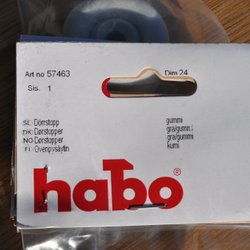 Art no 57463 Dim 24
Sis. 1
SE Dörrstopp gummi
DK Dørstopper grå/gummi
NO Dørstopper grå/gummi
FI Ovenpysäytin kumi
habo®